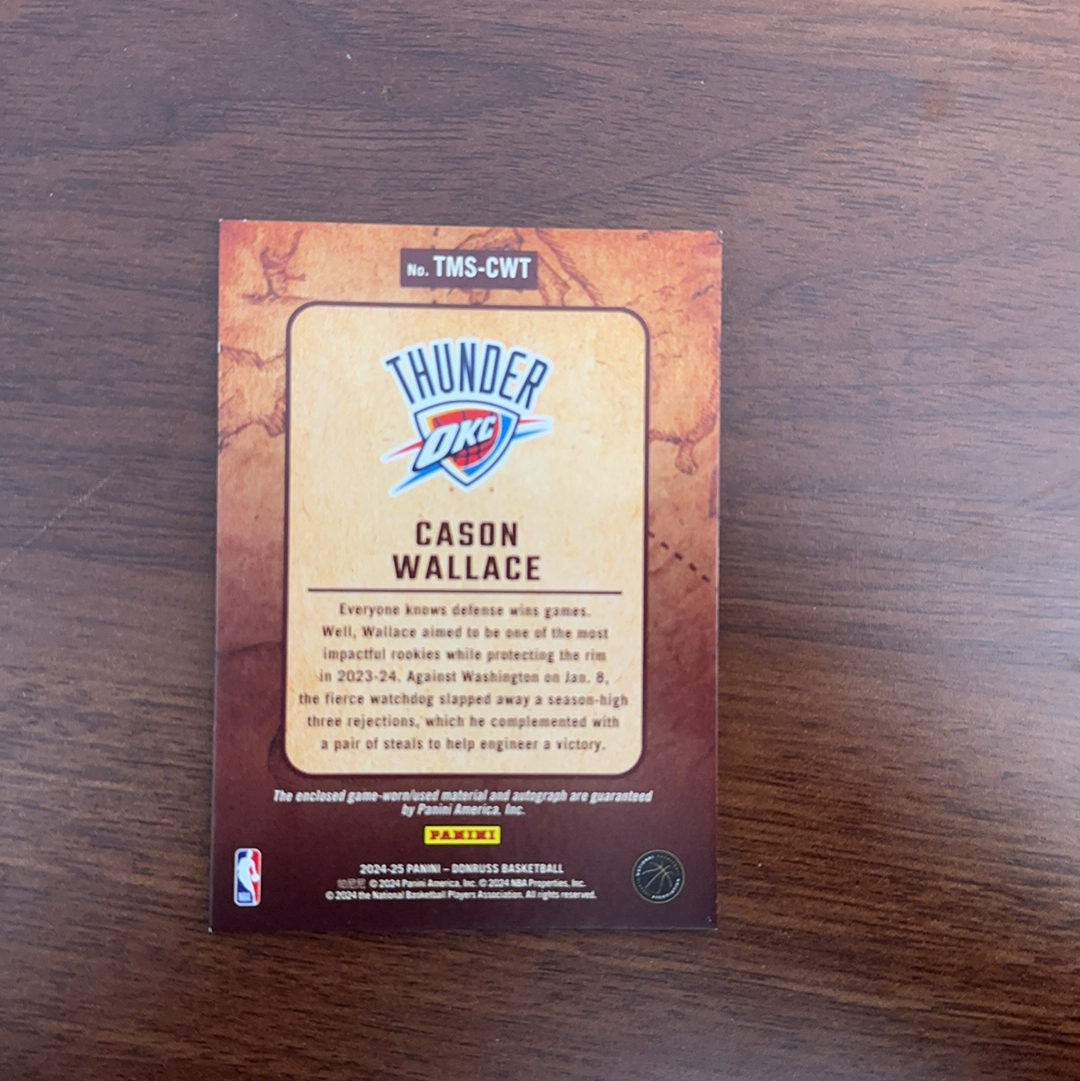 No. TMS-CWT
THUNDER
OKC
CASON
WALLACE
Everyone knows defense wins games.
Well, Wallace aimed to be one of the most
impactful rookies while protecting the rim
in 2023-24. Against Washington on Jan. 8,
the fierce watchdog slapped away a season-high
three rejections, which he complemented with
a pair of steals to help engineer a victory.
The enclosed game-worn/used material and autograph are guaranteed
by Panini America, Inc.
PANINI
2024-25 PANINI – DONRUSS BASKETBALL
© 2024 Panini America, Inc. © 2024 NBA Properties, Inc.
© 2024 the National Basketball Players Association. All rights reserved.
NBA